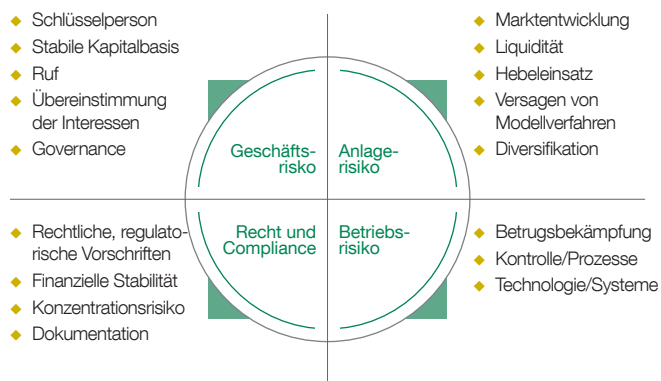 Schlüsselperson
Stabile Kapitalbasis
Ruf
Übereinstimmung
der Interessen
Governance
Geschäfts-
risiko
Anlage-
risiko
Marktentwicklung
Liquidität
Hebeleinsatz
Versagen von
Modellverfahren
Diversifikation
Rechtliche, regulato-
rische Vorschriften
Finanzielle Stabilität
Konzentrationsrisiko
Dokumentation
Recht und
Compliance
Betriebs-
risiko
Betrugsbekämpfung
Kontrolle/Prozesse
Technologie/Systeme